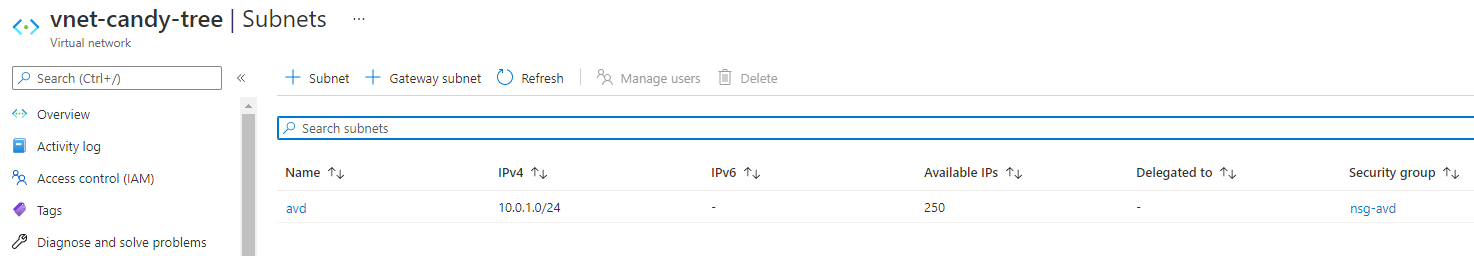 vnet-candy-tree | Subnets ...
Virtual network
Search (Ctrl+/) «
+ Subnet + Gateway subnet Refresh Manage users Delete
Overview
Search subnets
Activity log
Name ↑↓ IPv4 ↑↓ IPv6 ↑↓ Available IPs ↑↓ Delegated to ↑↓ Security group ↑↓
Access control (IAM)
avd 10.0.1.0/24 - 250 - nsg-avd
Tags
Diagnose and solve problems